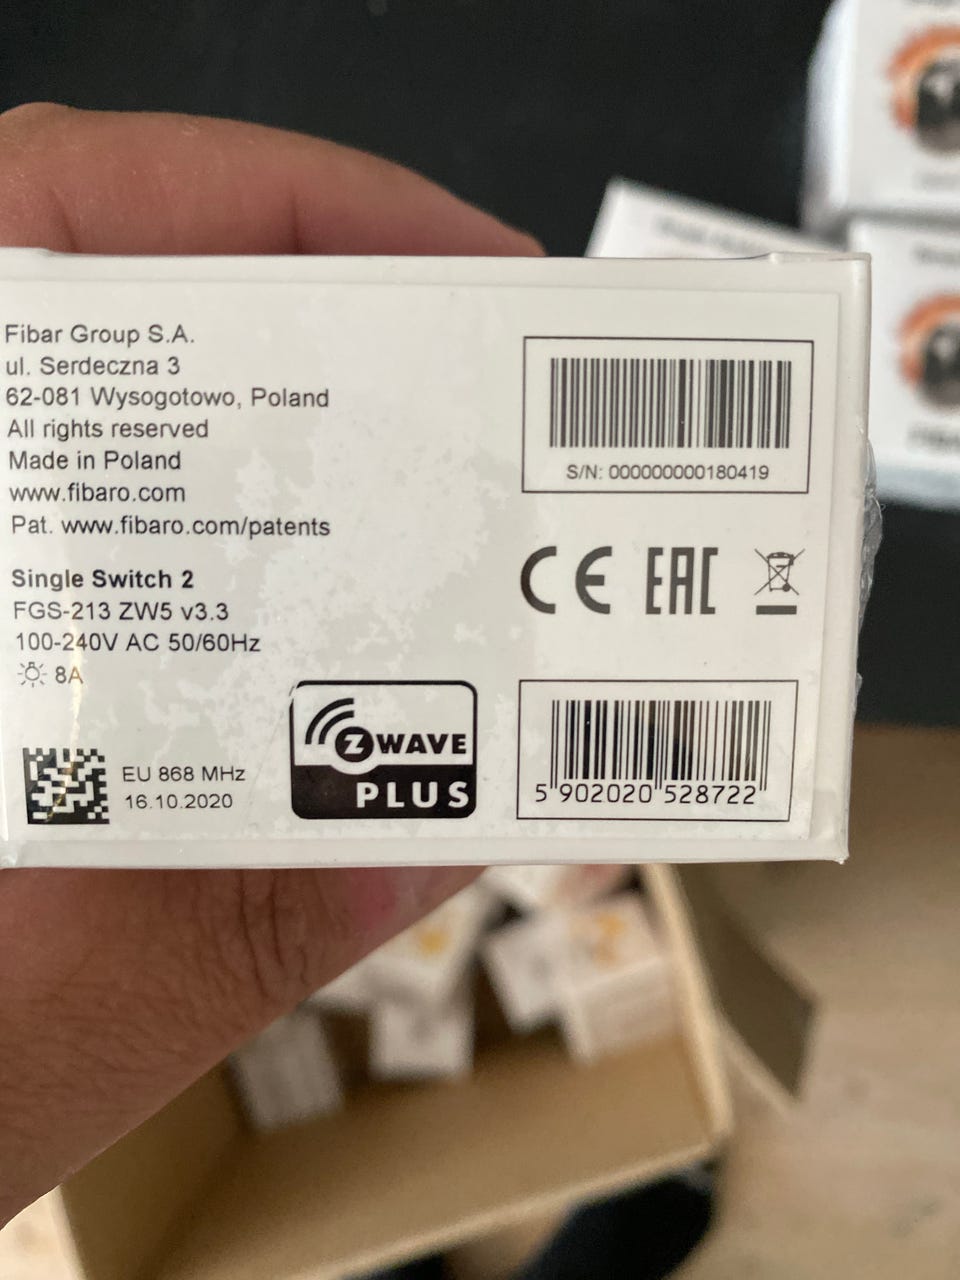 Fibar Group S.A.
ul. Serdeczna 3
62-081 Wysogotowo, Poland
All rights reserved
Made in Poland
www.fibaro.com
Pat. www.fibaro.com/patents
Single Switch 2
FGS-213 ZW5 v3.3
100-240V AC 50/60Hz
8A
EU 868 MHz
16.10.2020
Z WAVE
PLUS
S/N: 000000000180419
CE EAC
5 902020 528722